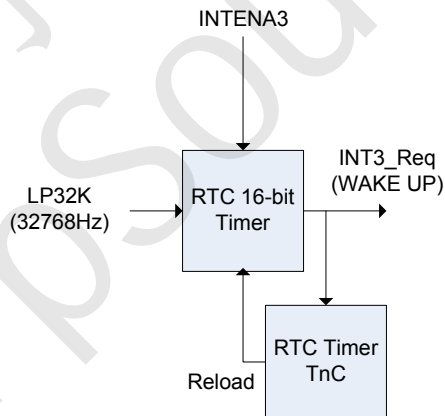 INTENA3
INT3_Req
(WAKE UP)
LP32K
(32768Hz)
RTC 16-bit
Timer
RTC Timer
TnC
Reload